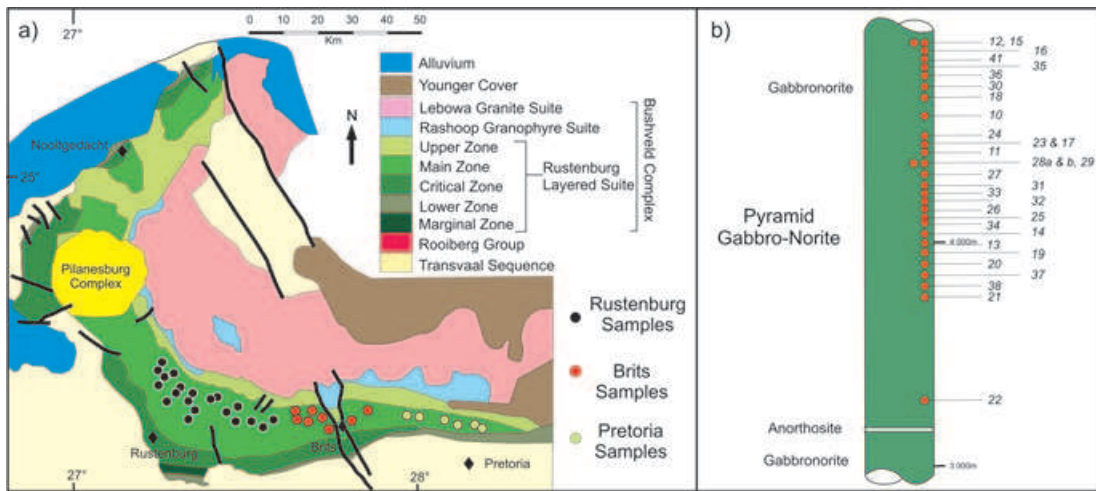 a)
27°
0 10 20 30 40 50
Km
Alluvium
Younger Cover
Lebowa Granite Suite
Rashoop Granophyre Suite
Upper Zone
Main Zone
Critical Zone
Lower Zone
Marginal Zone
Rooiberg Group
Transvaal Sequence
Rustenburg
Layered Suite
Bushveld Complex
N
Nooitgedacht
25°
Pilanesburg
Complex
Rustenburg
Samples
Brits
Samples
Pretoria
Samples
Rustenburg
Brits
Pretoria
27°
28°
b)
Gabbronorite
Pyramid
Gabbro-Norite
Anorthosite
Gabbronorite
12, 15
16
41
35
36
30
18
10
24
23 & 17
11
28a & b, 29
27
31
33
32
26
25
34
14
4 000m
13
19
20
37
38
21
22
3 000m